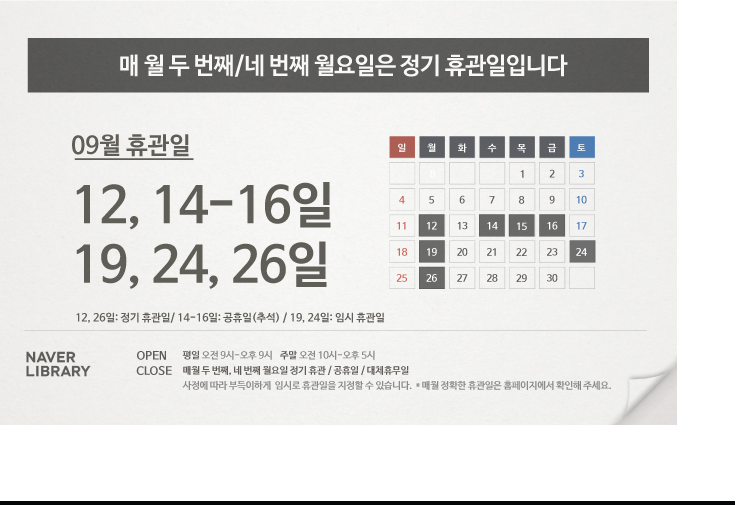 매 월 두 번째/네 번째 월요일은 정기 휴관일입니다
09월 휴관일
12, 14-16일
19, 24, 26일
일 월 화 수 목 금 토
1 2 3
4 5 6 7 8 9 10
11 12 13 14 15 16 17
18 19 20 21 22 23 24
25 26 27 28 29 30
12, 26일: 정기 휴관일/ 14-16일: 공휴일(추석) / 19, 24일: 임시 휴관일
NAVER
LIBRARY
OPEN 평일 오전 9시-오후 9시 주말 오전 10시-오후 5시
CLOSE 매월 두 번째, 네 번째 월요일 정기 휴관 / 공휴일 / 대체휴무일
사정에 따라 부득이하게 임시로 휴관일을 지정할 수 있습니다. *매월 정확한 휴관일은 홈페이지에서 확인해 주세요.